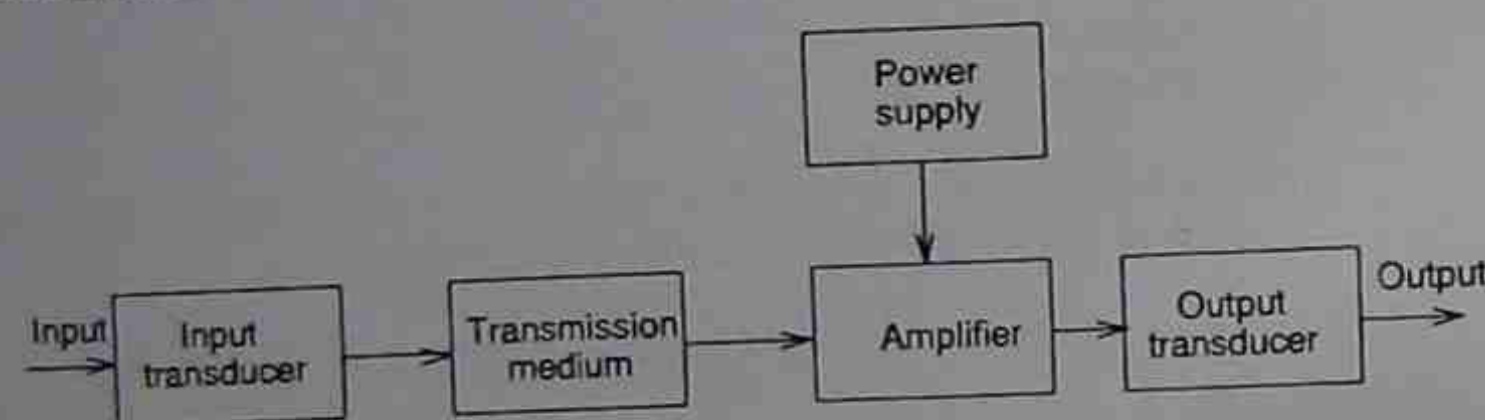 Power
supply
Input
Input
transducer
Transmission
medium
Amplifier
Output
transducer
Output